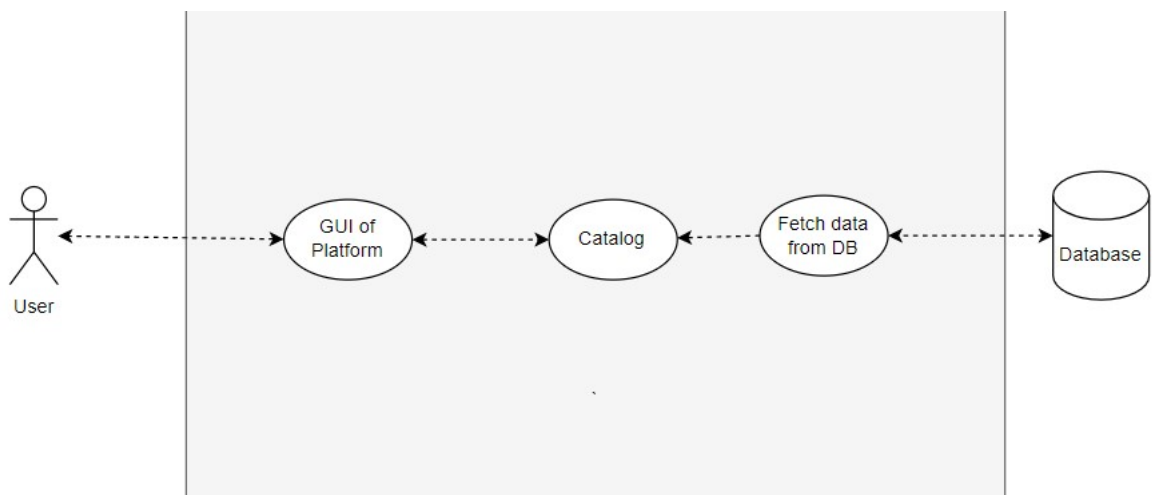 User
GUI of
Platform
Catalog
Fetch data
from DB
Database
`